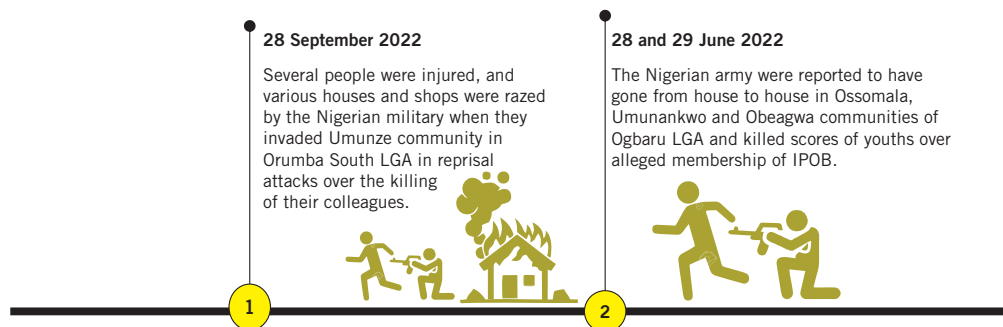 28 September 2022
Several people were injured, and
various houses and shops were razed
by the Nigerian military when they
invaded Umunze community in
Orumba South LGA in reprisal
attacks over the killing
of their colleagues.
1
28 and 29 June 2022
The Nigerian army were reported to have
gone from house to house in Ossomala,
Umunankwo and Obeagwa communities of
Ogbaru LGA and killed scores of youths over
alleged membership of IPOB.
2